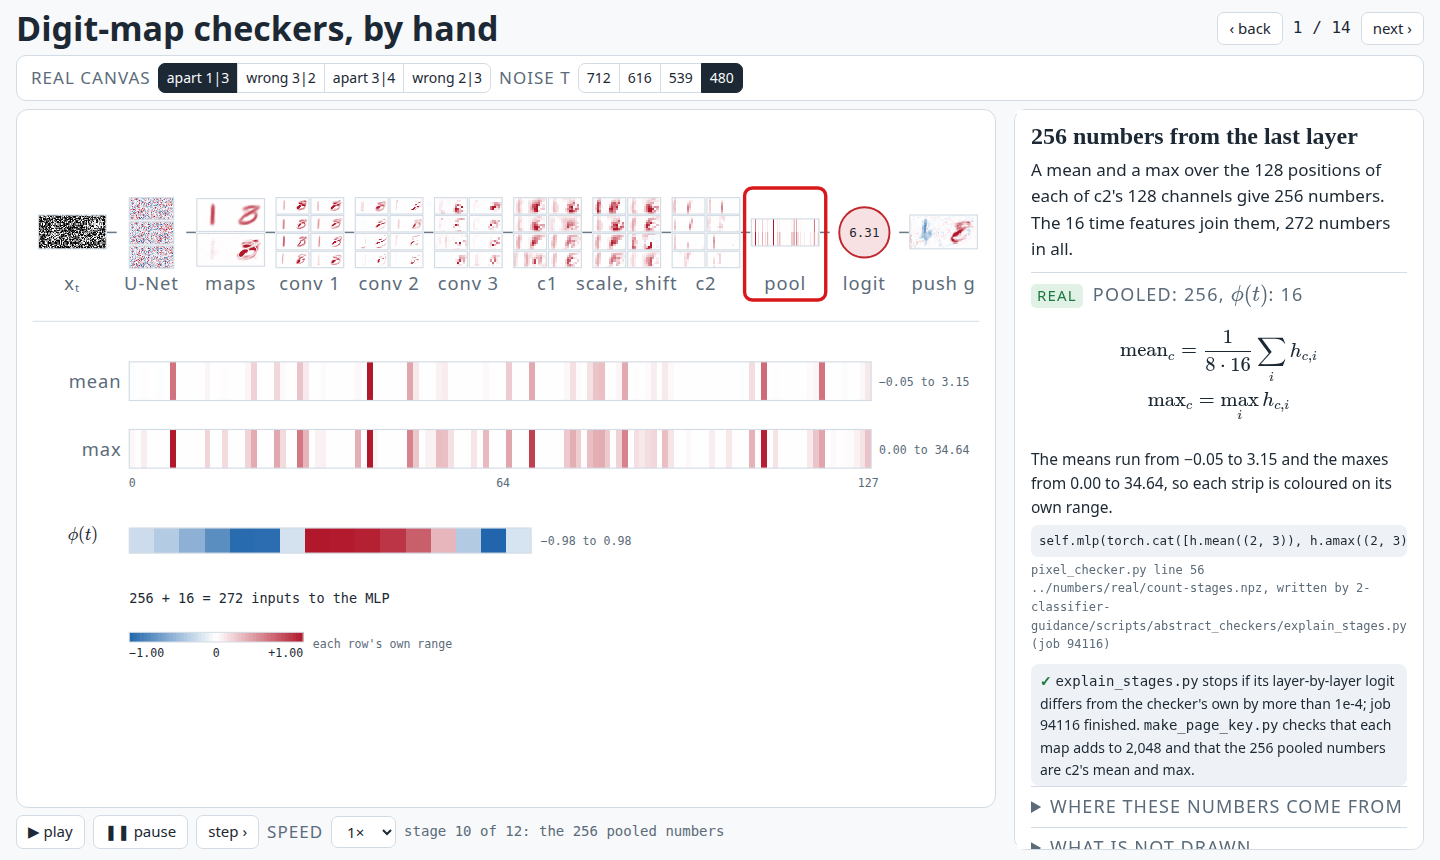 Digit-map checkers, by hand
‹ back 1 / 14 next ›
REAL CANVAS apart 1|3 wrong 3|2 apart 3|4 wrong 2|3 NOISE T 712 616 539 480
6.31
xₜ U-Net maps conv 1 conv 2 conv 3 c1 scale, shift c2 pool logit push g
mean −0.05 to 3.15
max 0.00 to 34.64
0 64 127
ϕ(t) −0.98 to 0.98
256 + 16 = 272 inputs to the MLP
each row's own range
−1.00 0 +1.00
▶ play ❚❚ pause step › SPEED 1× stage 10 of 12: the 256 pooled numbers
256 numbers from the last layer
A mean and a max over the 128 positions of
each of c2's 128 channels give 256 numbers.
The 16 time features join them, 272 numbers
in all.
REAL POOLED: 256, ϕ(t): 16
mean_c = 1/(8 · 16) ∑_i h_{c,i}
max_c = max_i h_{c,i}
The means run from −0.05 to 3.15 and the maxes
from 0.00 to 34.64, so each strip is coloured on its
own range.
self.mlp(torch.cat([h.mean((2, 3)), h.amax((2, 3)
pixel_checker.py line 56
../numbers/real/count-stages.npz, written by 2-
classifier-
guidance/scripts/abstract_checkers/explain_stages.py
(job 94116)
✓ explain_stages.py stops if its layer-by-layer logit
differs from the checker's own by more than 1e-4; job
94116 finished. make_page_key.py checks that each
map adds to 2,048 and that the 256 pooled numbers
are c2's mean and max.
▶ WHERE THESE NUMBERS COME FROM
▶ WHAT IS NOT DRAWN